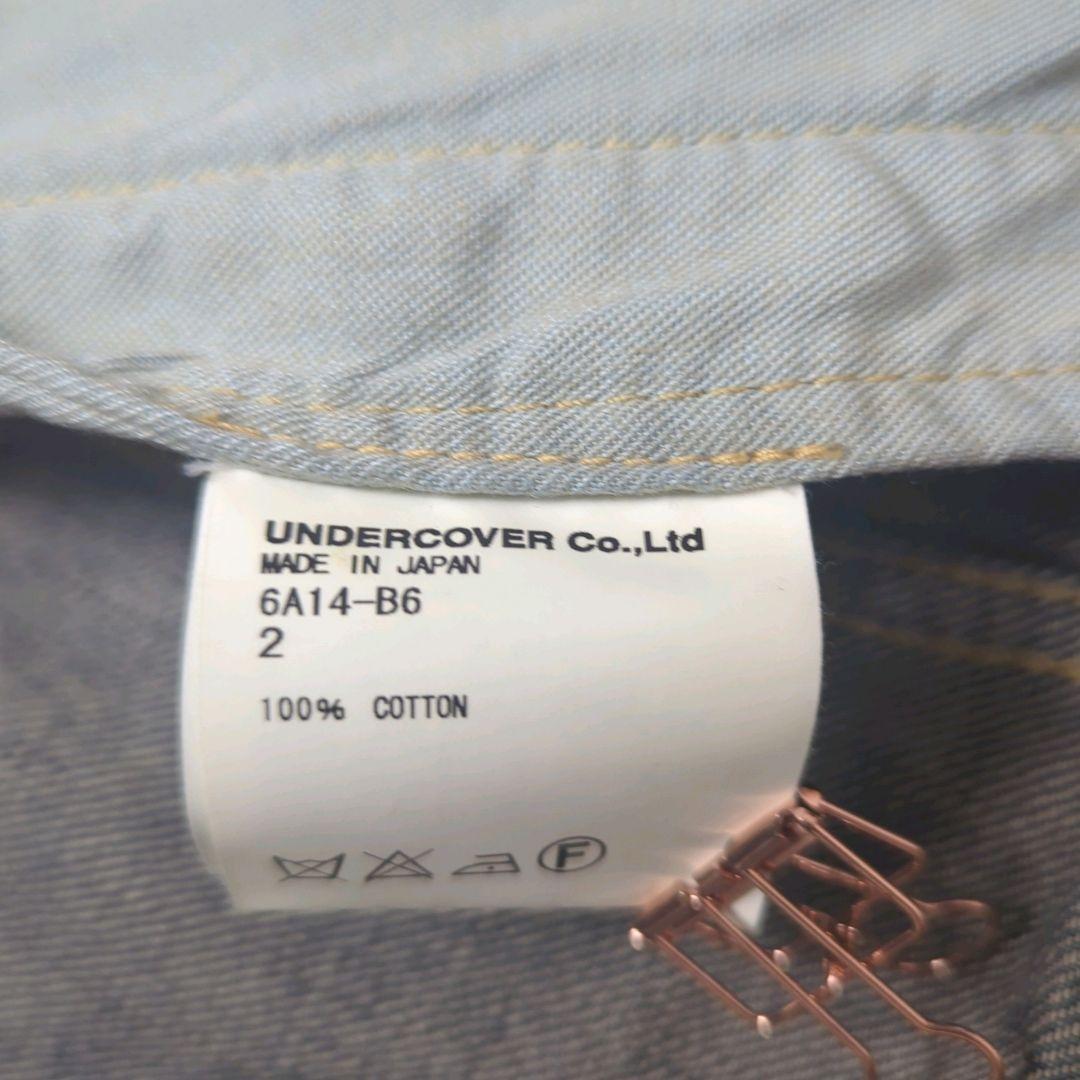 UNDERCOVER Co.,Ltd
MADE IN JAPAN
6A14-B6
2
100% COTTON
F